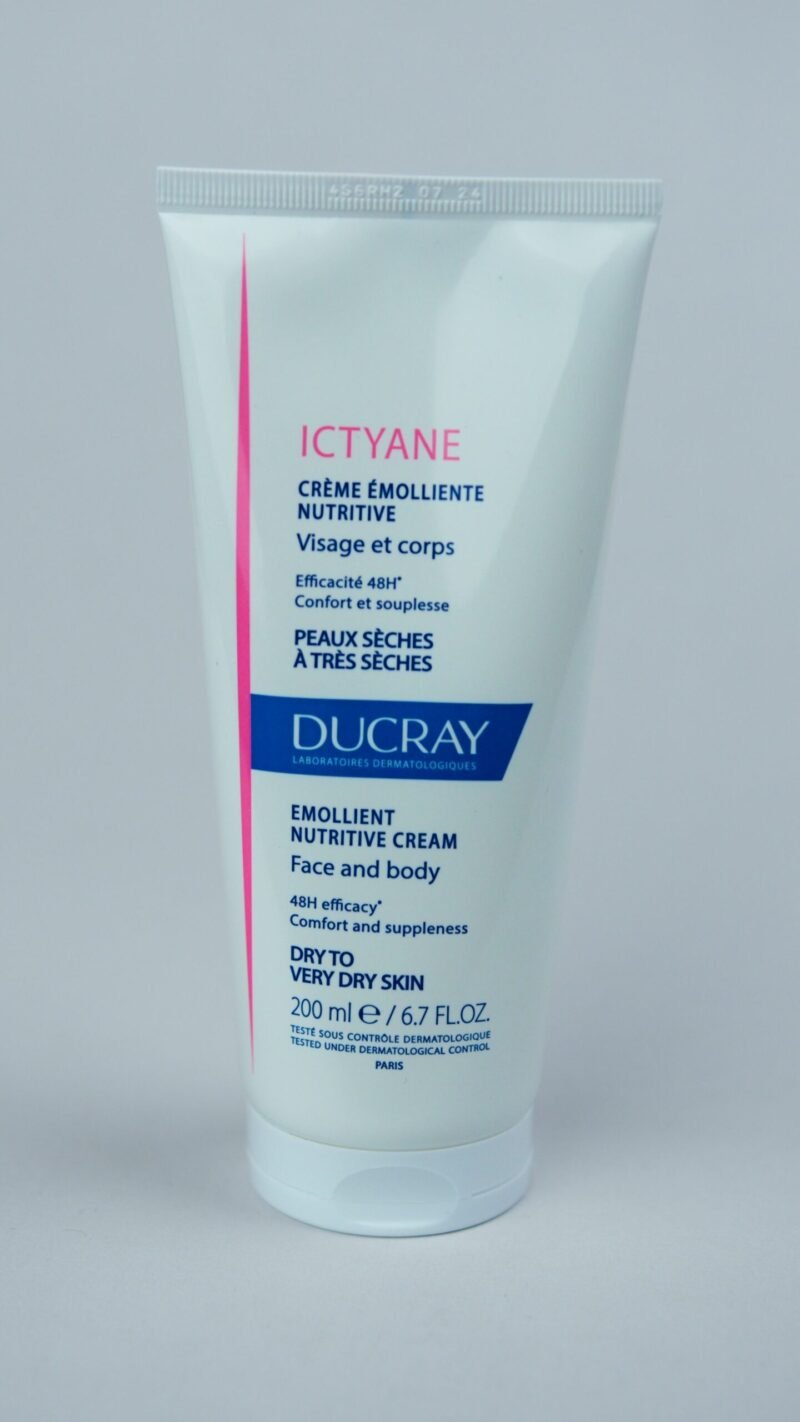 07 24
ICTYANE
CRÈME ÉMOLLIENTE
NUTRITIVE
Visage et corps
Efficacité 48H*
Confort et souplesse
PEAUX SÈCHES
À TRÈS SÈCHES
DUCRAY
LABORATOIRES DERMATOLOGIQUES
EMOLLIENT
NUTRITIVE CREAM
Face and body
48H efficacy*
Comfort and suppleness
DRY TO
VERY DRY SKIN
200 ml ℮ / 6.7 FL.OZ.
TESTÉ SOUS CONTRÔLE DERMATOLOGIQUE
TESTED UNDER DERMATOLOGICAL CONTROL
PARIS